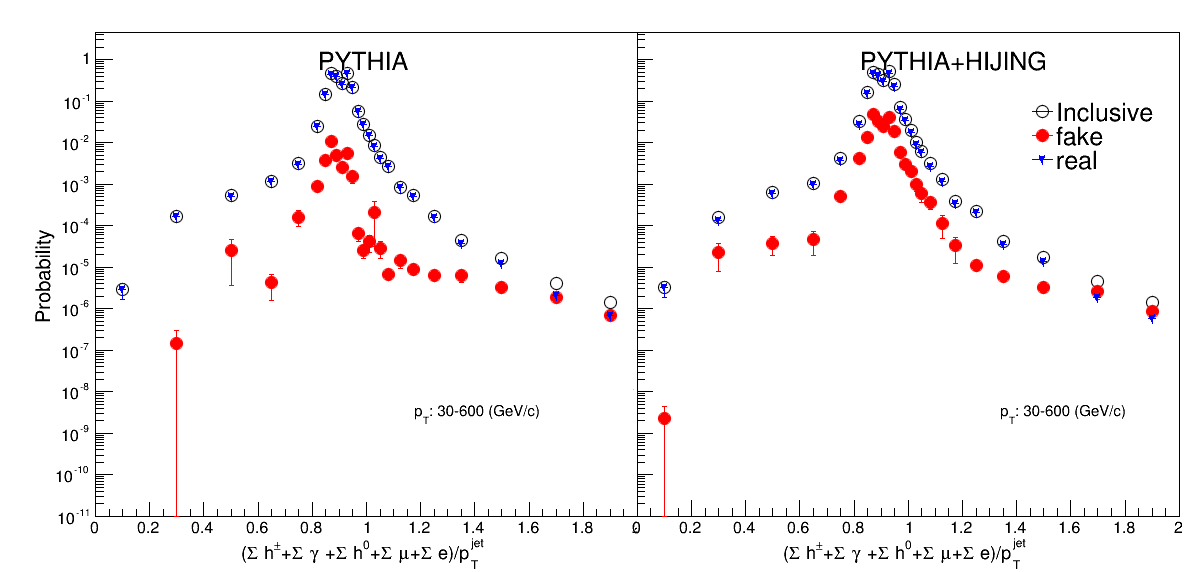 PYTHIA
PYTHIA+HIJING
Inclusive
fake
real
Probability
1
10⁻¹
10⁻²
10⁻³
10⁻⁴
10⁻⁵
10⁻⁶
10⁻⁷
10⁻⁸
10⁻⁹
10⁻¹⁰
10⁻¹¹
p_T: 30-600 (GeV/c)
p_T: 30-600 (GeV/c)
0 0.2 0.4 0.6 0.8 1 1.2 1.4 1.6 1.8 2
0 0.2 0.4 0.6 0.8 1 1.2 1.4 1.6 1.8 2
(Σ h^±+Σ γ +Σ h⁰+Σ μ+Σ e)/p_T^jet
(Σ h^±+Σ γ +Σ h⁰+Σ μ+Σ e)/p_T^jet